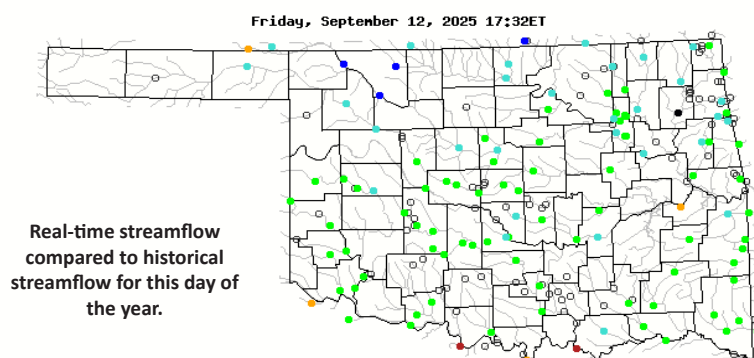 Friday, September 12, 2025 17:32ET
Real-time streamflow
compared to historical
streamflow for this day of
the year.